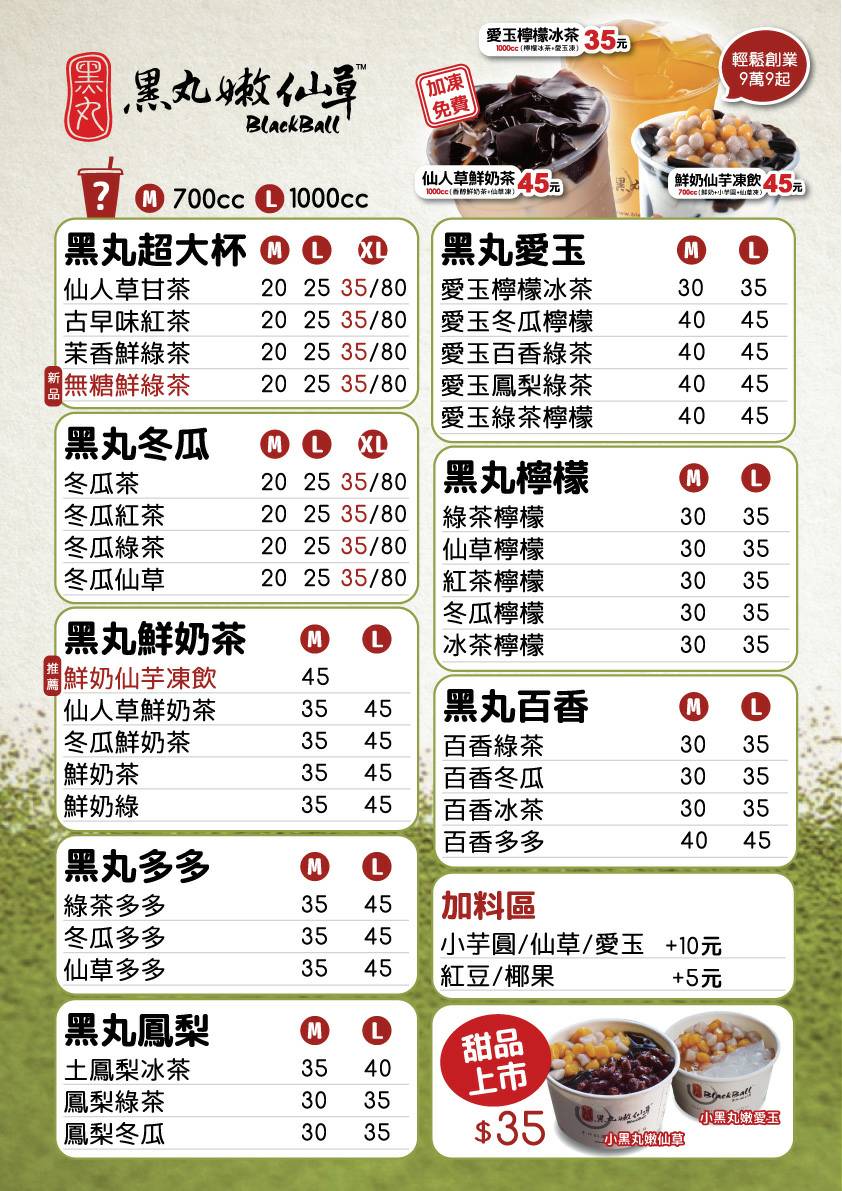 黑丸
黑丸嫩仙草™
BlackBall
? M 700cc L 1000cc
加凍
免費
愛玉檸檬冰茶 35元
1000cc (檸檬冰茶+愛玉凍)
輕鬆創業
9萬9起
仙人草鮮奶茶 45元
1000cc (香醇鮮奶茶+仙草凍)
鮮奶仙芋凍飲 45元
700cc (鮮奶+小芋圓+仙草凍)
黑丸超大杯 M L XL
仙人草甘茶 20 25 35/80
古早味紅茶 20 25 35/80
茉香鮮綠茶 20 25 35/80
新品 無糖鮮綠茶 20 25 35/80
黑丸冬瓜 M L XL
冬瓜茶 20 25 35/80
冬瓜紅茶 20 25 35/80
冬瓜綠茶 20 25 35/80
冬瓜仙草 20 25 35/80
黑丸鮮奶茶 M L
推薦 鮮奶仙芋凍飲 45
仙人草鮮奶茶 35 45
冬瓜鮮奶茶 35 45
鮮奶茶 35 45
鮮奶綠 35 45
黑丸多多 M L
綠茶多多 35 45
冬瓜多多 35 45
仙草多多 35 45
黑丸鳳梨 M L
土鳳梨冰茶 35 40
鳳梨綠茶 30 35
鳳梨冬瓜 30 35
黑丸愛玉 M L
愛玉檸檬冰茶 30 35
愛玉冬瓜檸檬 40 45
愛玉百香綠茶 40 45
愛玉鳳梨綠茶 40 45
愛玉綠茶檸檬 40 45
黑丸檸檬 M L
綠茶檸檬 30 35
仙草檸檬 30 35
紅茶檸檬 30 35
冬瓜檸檬 30 35
冰茶檸檬 30 35
黑丸百香 M L
百香綠茶 30 35
百香冬瓜 30 35
百香冰茶 30 35
百香多多 40 45
加料區
小芋圓/仙草/愛玉 +10元
紅豆/椰果 +5元
甜品
上市
$35
黑丸嫩仙草
BlackBall
小黑丸嫩仙草
小黑丸嫩愛玉